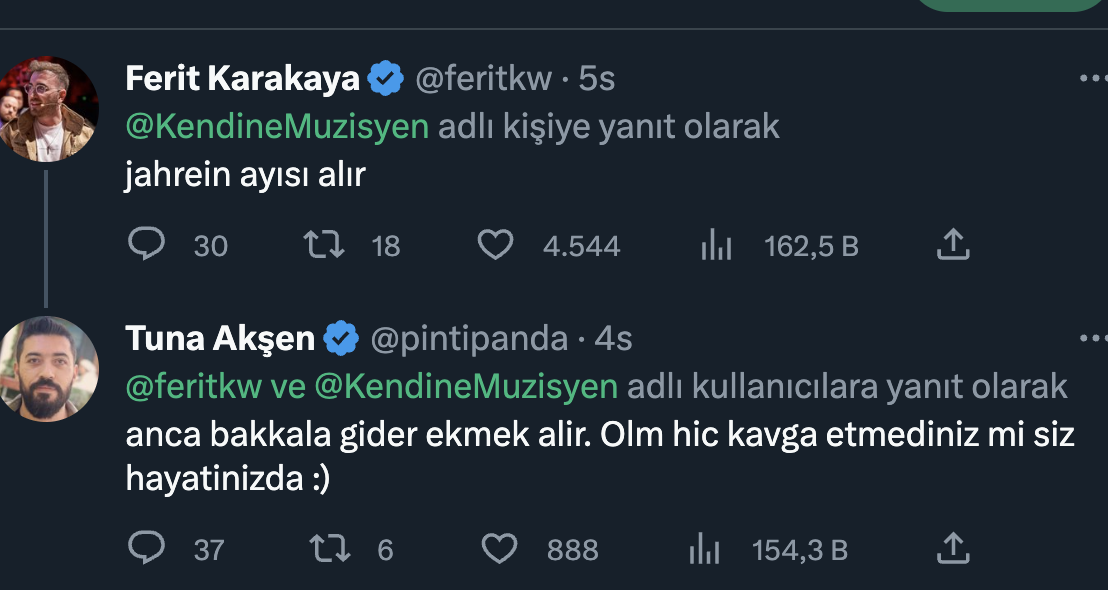 Ferit Karakaya @feritkw · 5s
@KendineMuzisyen adlı kişiye yanıt olarak
jahrein ayısı alır
30 18 4.544 162,5 B
Tuna Akşen @pintipanda · 4s
@feritkw ve @KendineMuzisyen adlı kullanıcılara yanıt olarak
anca bakkala gider ekmek alir. Olm hic kavga etmediniz mi siz
hayatinizda :)
37 6 888 154,3 B